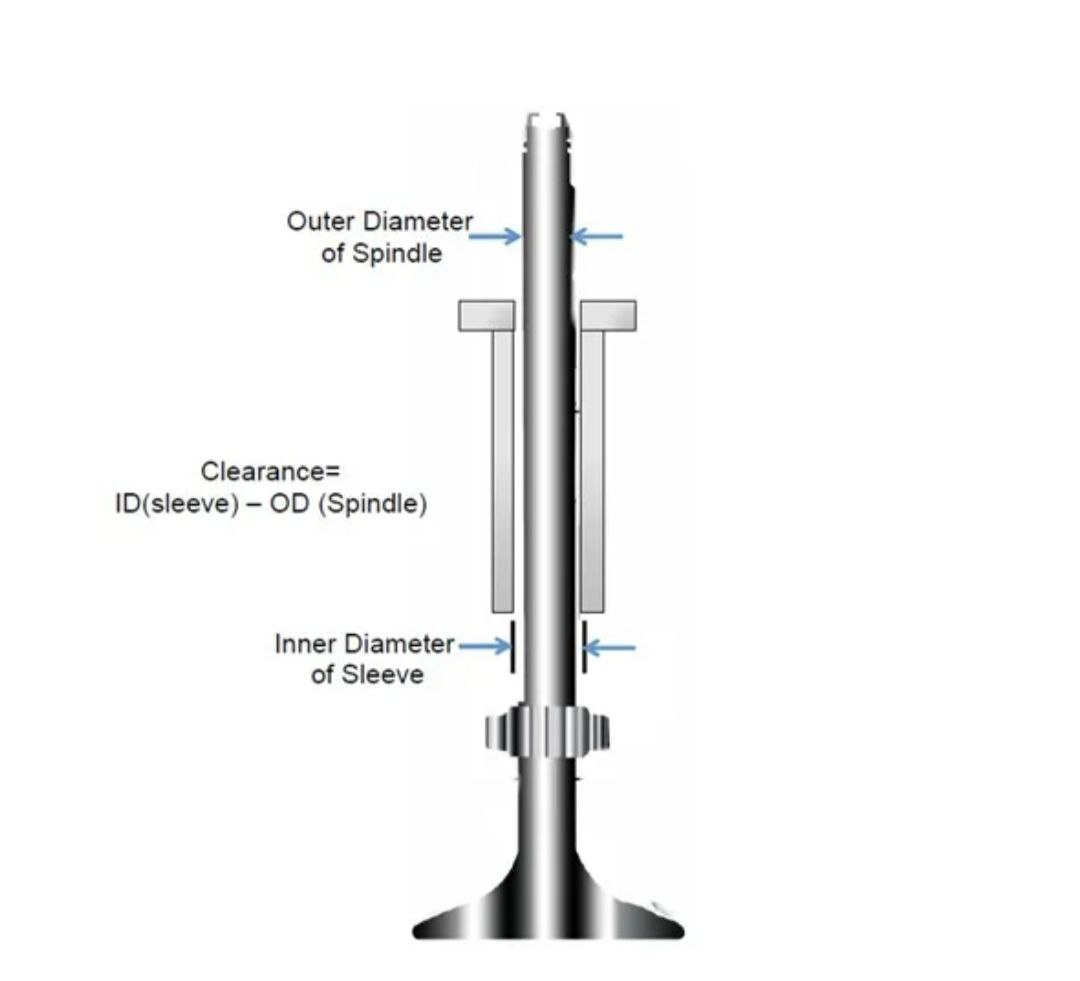 Outer Diameter
of Spindle
Clearance=
ID(sleeve) – OD (Spindle)
Inner Diameter
of Sleeve